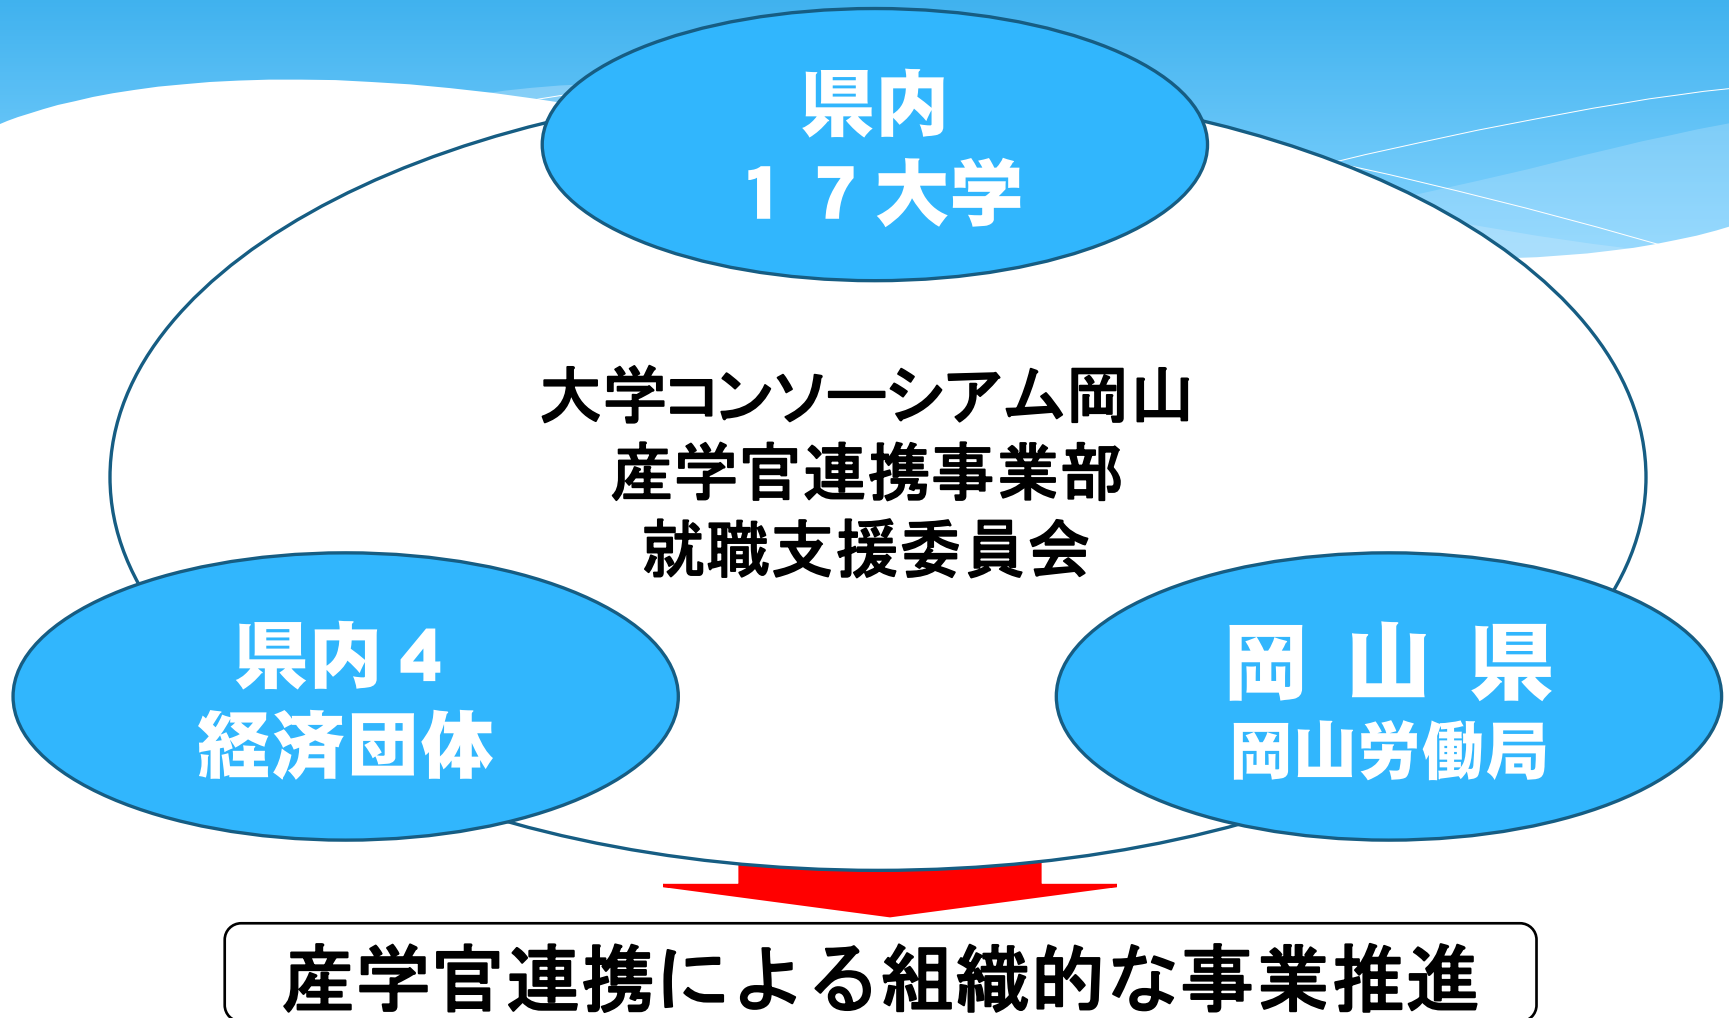 県内
１７大学
大学コンソーシアム岡山
産学官連携事業部
就職支援委員会
県内４
経済団体
岡山県
岡山労働局
産学官連携による組織的な事業推進